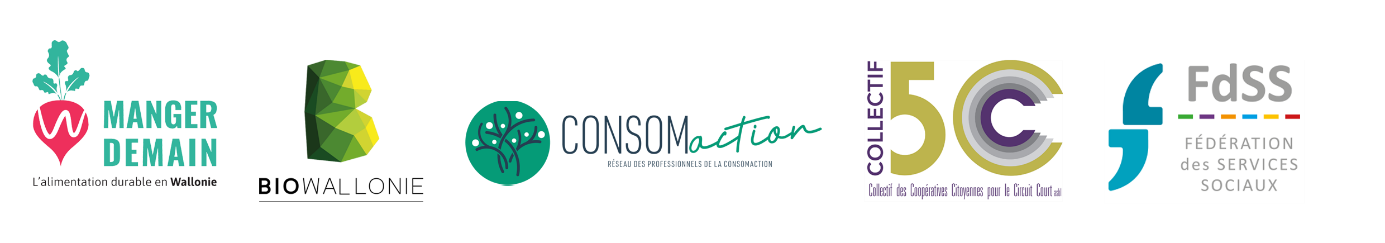 MANGER
DEMAIN
L'alimentation durable en Wallonie
BIOWALLONIE
CONSOMaction
RÉSEAU DES PROFESSIONNELS DE LA CONSOMACTION
COLLECTIF
5C
Collectif des Coopératives Citoyennes pour le Circuit Court asbl
FdSS
FÉDÉRATION
des SERVICES
SOCIAUX